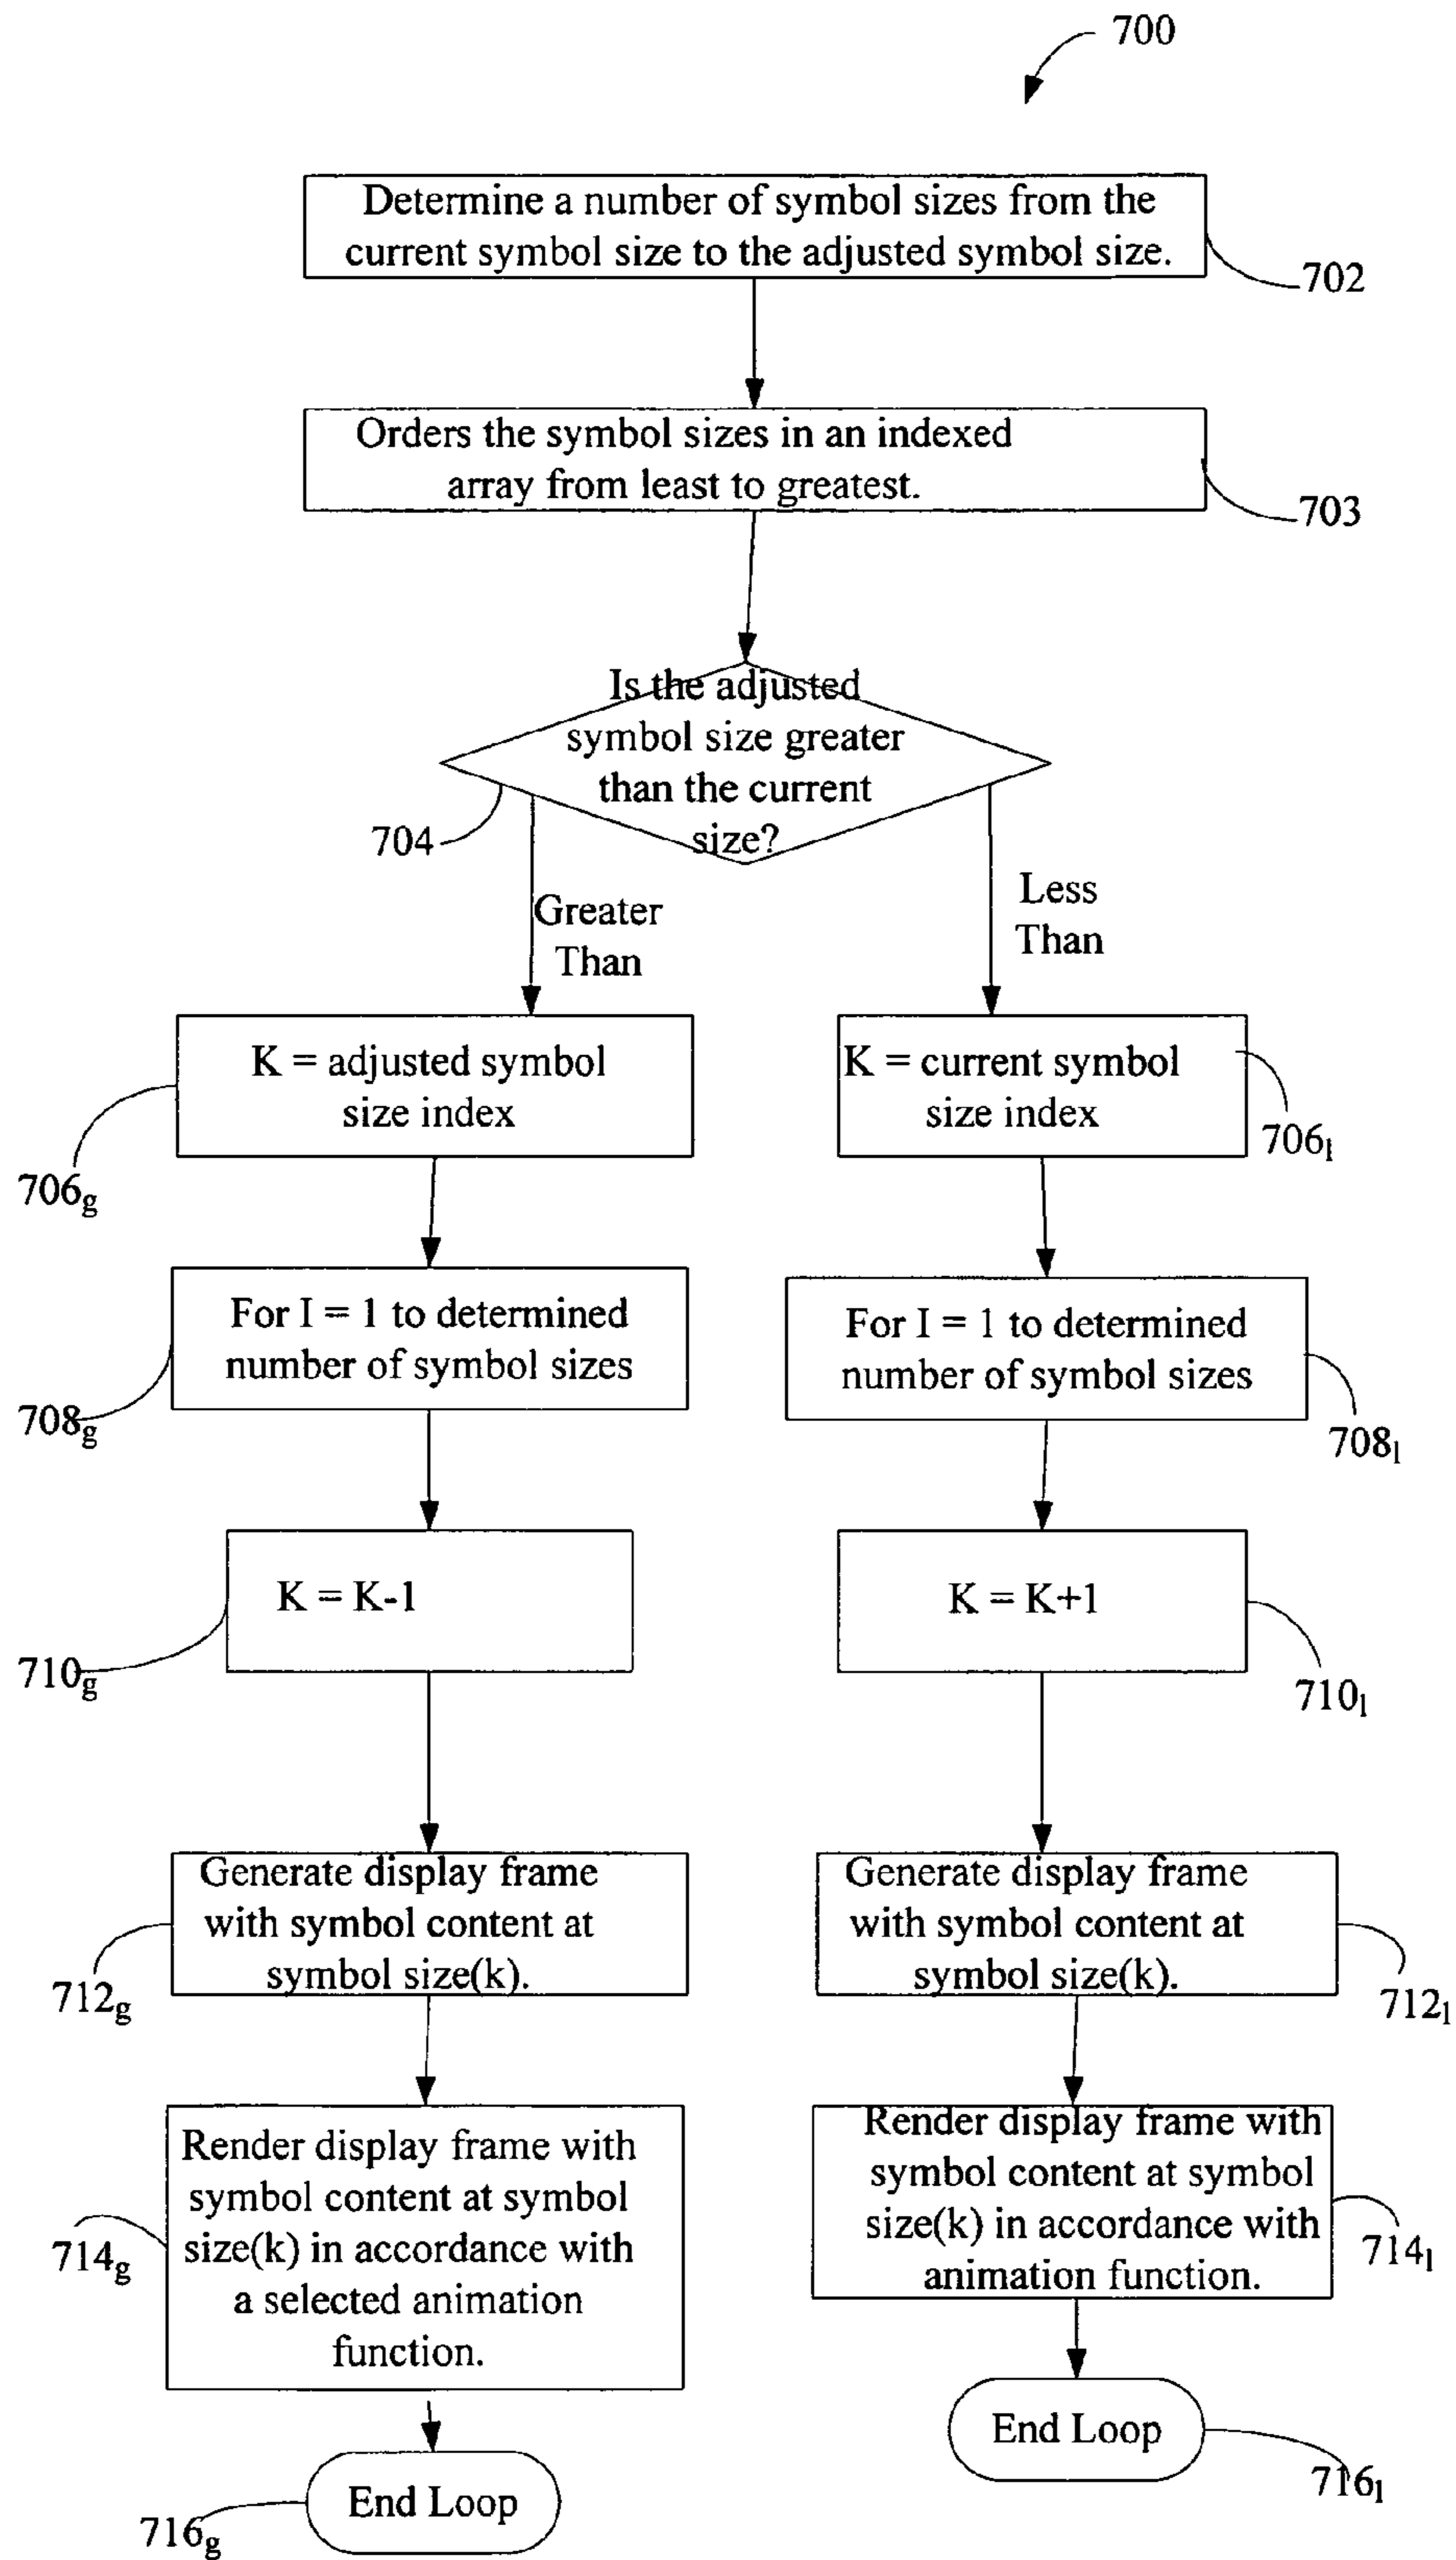 700
Determine a number of symbol sizes from the
current symbol size to the adjusted symbol size.
702
Orders the symbol sizes in an indexed
array from least to greatest.
703
Is the adjusted
symbol size greater
than the current
size?
704
Greater
Than
Less
Than
K = adjusted symbol
size index
706g
K = current symbol
size index
706l
For I = 1 to determined
number of symbol sizes
708g
For I = 1 to determined
number of symbol sizes
708l
K = K-1
710g
K = K+1
710l
Generate display frame
with symbol content at
symbol size(k).
712g
Generate display frame
with symbol content at
symbol size(k).
712l
Render display frame with
symbol content at symbol
size(k) in accordance with
a selected animation
function.
714g
Render display frame with
symbol content at symbol
size(k) in accordance with
animation function.
714l
End Loop
716g
End Loop
716l